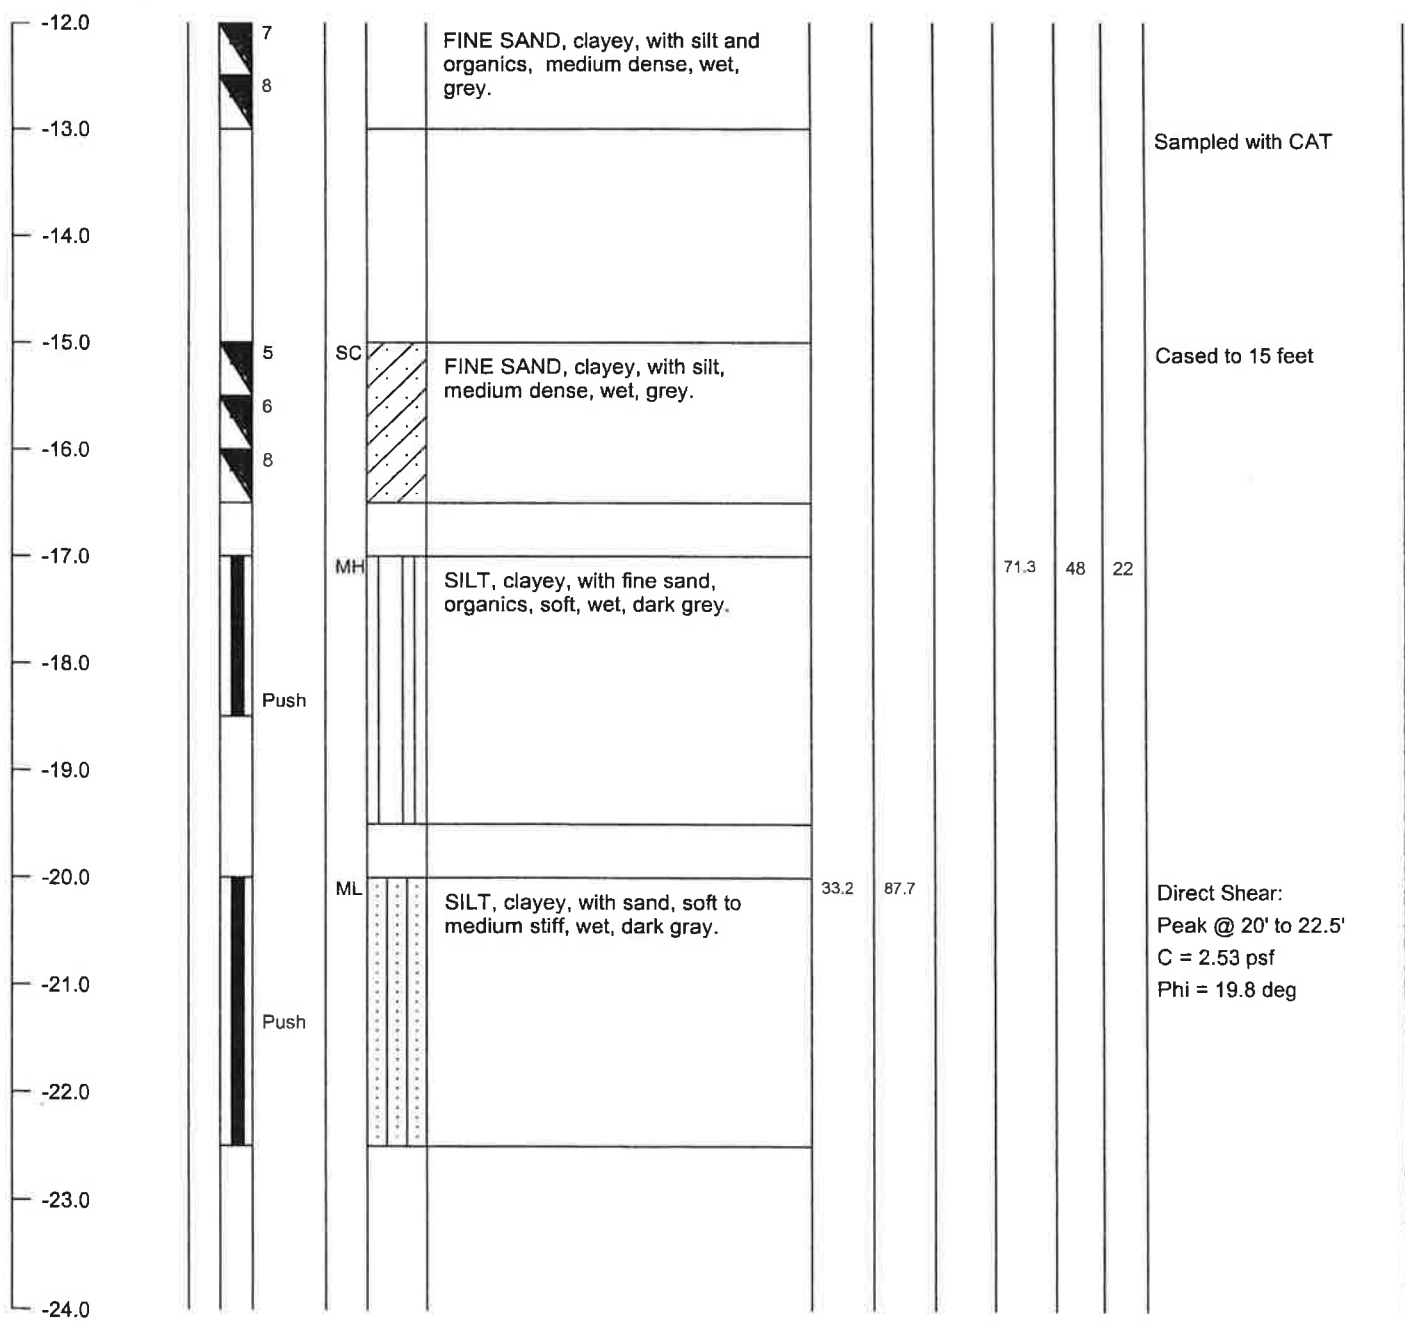 -12.0
7
FINE SAND, clayey, with silt and
organics, medium dense, wet,
grey.
8
-13.0
Sampled with CAT
-14.0
-15.0
5
SC
FINE SAND, clayey, with silt,
medium dense, wet, grey.
Cased to 15 feet
6
-16.0
8
-17.0
MH
SILT, clayey, with fine sand,
organics, soft, wet, dark grey.
71.3
48
22
-18.0
Push
-19.0
-20.0
ML
SILT, clayey, with sand, soft to
medium stiff, wet, dark gray.
33.2
87.7
Direct Shear:
Peak @ 20' to 22.5'
C = 2.53 psf
Phi = 19.8 deg
-21.0
Push
-22.0
-23.0
-24.0